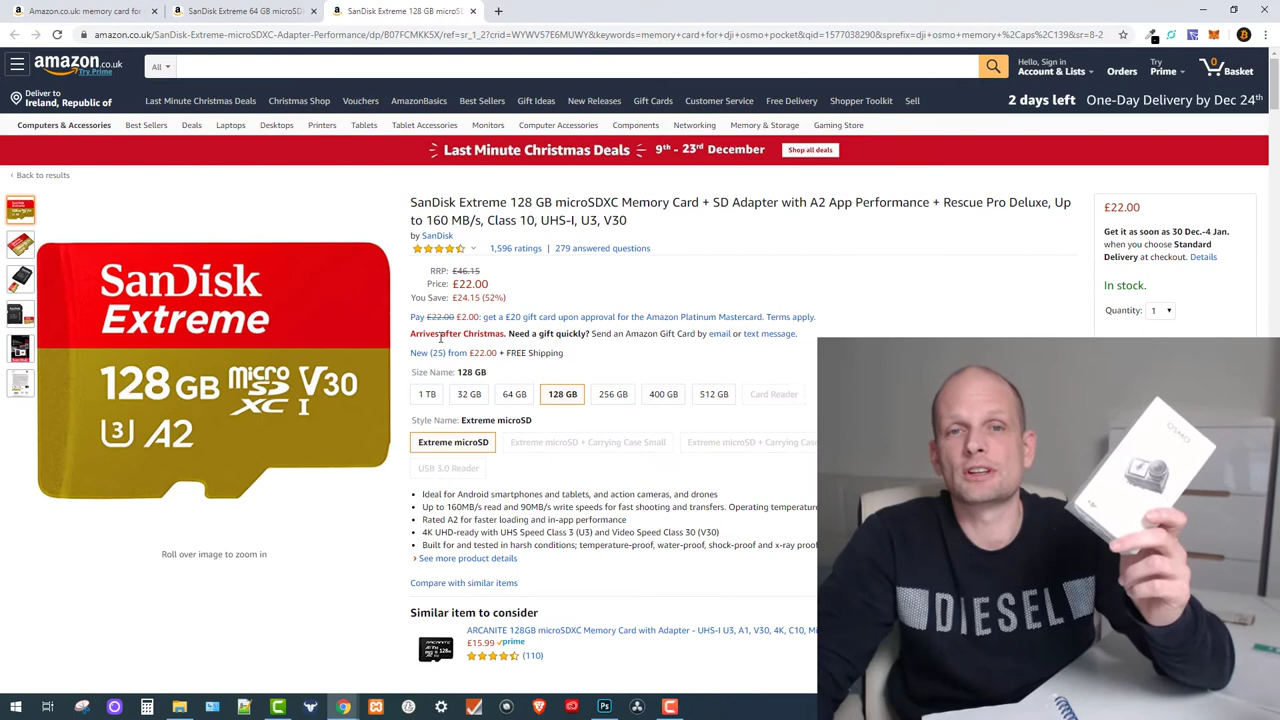 Amazon.co.uk: memory card for
SanDisk Extreme 64 GB microSD
SanDisk Extreme 128 GB microSD
amazon.co.uk/SanDisk-Extreme-microSDXC-Adapter-Performance/dp/B07FCMKK5X/ref=sr_1_2?crid=WYWV57E6MWUY&keywords=memory+card+for+dji+osmo+pocket&qid=1577038290&sprefix=dji+osmo+memory+%2Caps%2C139&sr=8-2
amazon.co.uk
Try Prime
All
Hello, Sign in
Account & Lists
Orders
Try
Prime
0
Basket
Deliver to
Ireland, Republic of
Last Minute Christmas Deals Christmas Shop Vouchers AmazonBasics Best Sellers Gift Ideas New Releases Gift Cards Customer Service Free Delivery Shopper Toolkit Sell
2 days left One-Day Delivery by Dec 24th*
Computers & Accessories Best Sellers Deals Laptops Desktops Printers Tablets Tablet Accessories Monitors Computer Accessories Components Networking Memory & Storage Gaming Store
Last Minute Christmas Deals 9th - 23rd December Shop all deals
‹ Back to results
SanDisk Extreme 128 GB microSDXC Memory Card + SD Adapter with A2 App Performance + Rescue Pro Deluxe, Up
to 160 MB/s, Class 10, UHS-I, U3, V30
by SanDisk
1,596 ratings | 279 answered questions
RRP: £46.15
Price: £22.00
You Save: £24.15 (52%)
Pay £22.00 £2.00: get a £20 gift card upon approval for the Amazon Platinum Mastercard. Terms apply.
Arrives after Christmas. Need a gift quickly? Send an Amazon Gift Card by email or text message.
New (25) from £22.00 + FREE Shipping
Size Name: 128 GB
1 TB 32 GB 64 GB 128 GB 256 GB 400 GB 512 GB Card Reader
Style Name: Extreme microSD
Extreme microSD Extreme microSD + Carrying Case Small Extreme microSD + Carrying Cas
USB 3.0 Reader
Ideal for Android smartphones and tablets, and action cameras, and drones
Up to 160MB/s read and 90MB/s write speeds for fast shooting and transfers. Operating temperature
Rated A2 for faster loading and in-app performance
4K UHD-ready with UHS Speed Class 3 (U3) and Video Speed Class 30 (V30)
Built for and tested in harsh conditions; temperature-proof, water-proof, shock-proof and x-ray proof
› See more product details
Compare with similar items
Similar item to consider
ARCANITE 128GB microSDXC Memory Card with Adapter - UHS-I U3, A1, V30, 4K, C10, Mi
£15.99 prime
(110)
£22.00
Get it as soon as 30 Dec.-4 Jan.
when you choose Standard
Delivery at checkout. Details
In stock.
Quantity: 1
SanDisk
Extreme
128 GB micro SD XC I V30
U3 A2
Roll over image to zoom in
OSMO
DIESEL